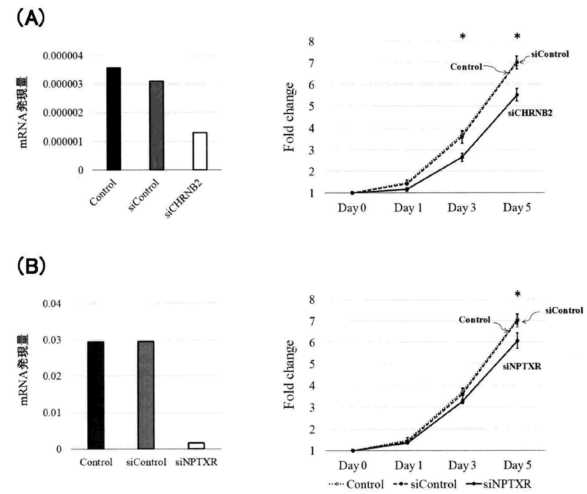 (A)
mRNA発現量
0.000004
0.000003
0.000002
0.000001
0
Control
siControl
siCHRNB2
Fold change
8
7
6
5
4
3
2
1
Day 0
Day 1
Day 3
Day 5
*
*
Control
siControl
siCHRNB2
(B)
mRNA発現量
0.04
0.03
0.02
0.01
0
Control
siControl
siNPTXR
Fold change
8
7
6
5
4
3
2
1
Day 0
Day 1
Day 3
Day 5
*
Control
siControl
siNPTXR
Control siControl siNPTXR